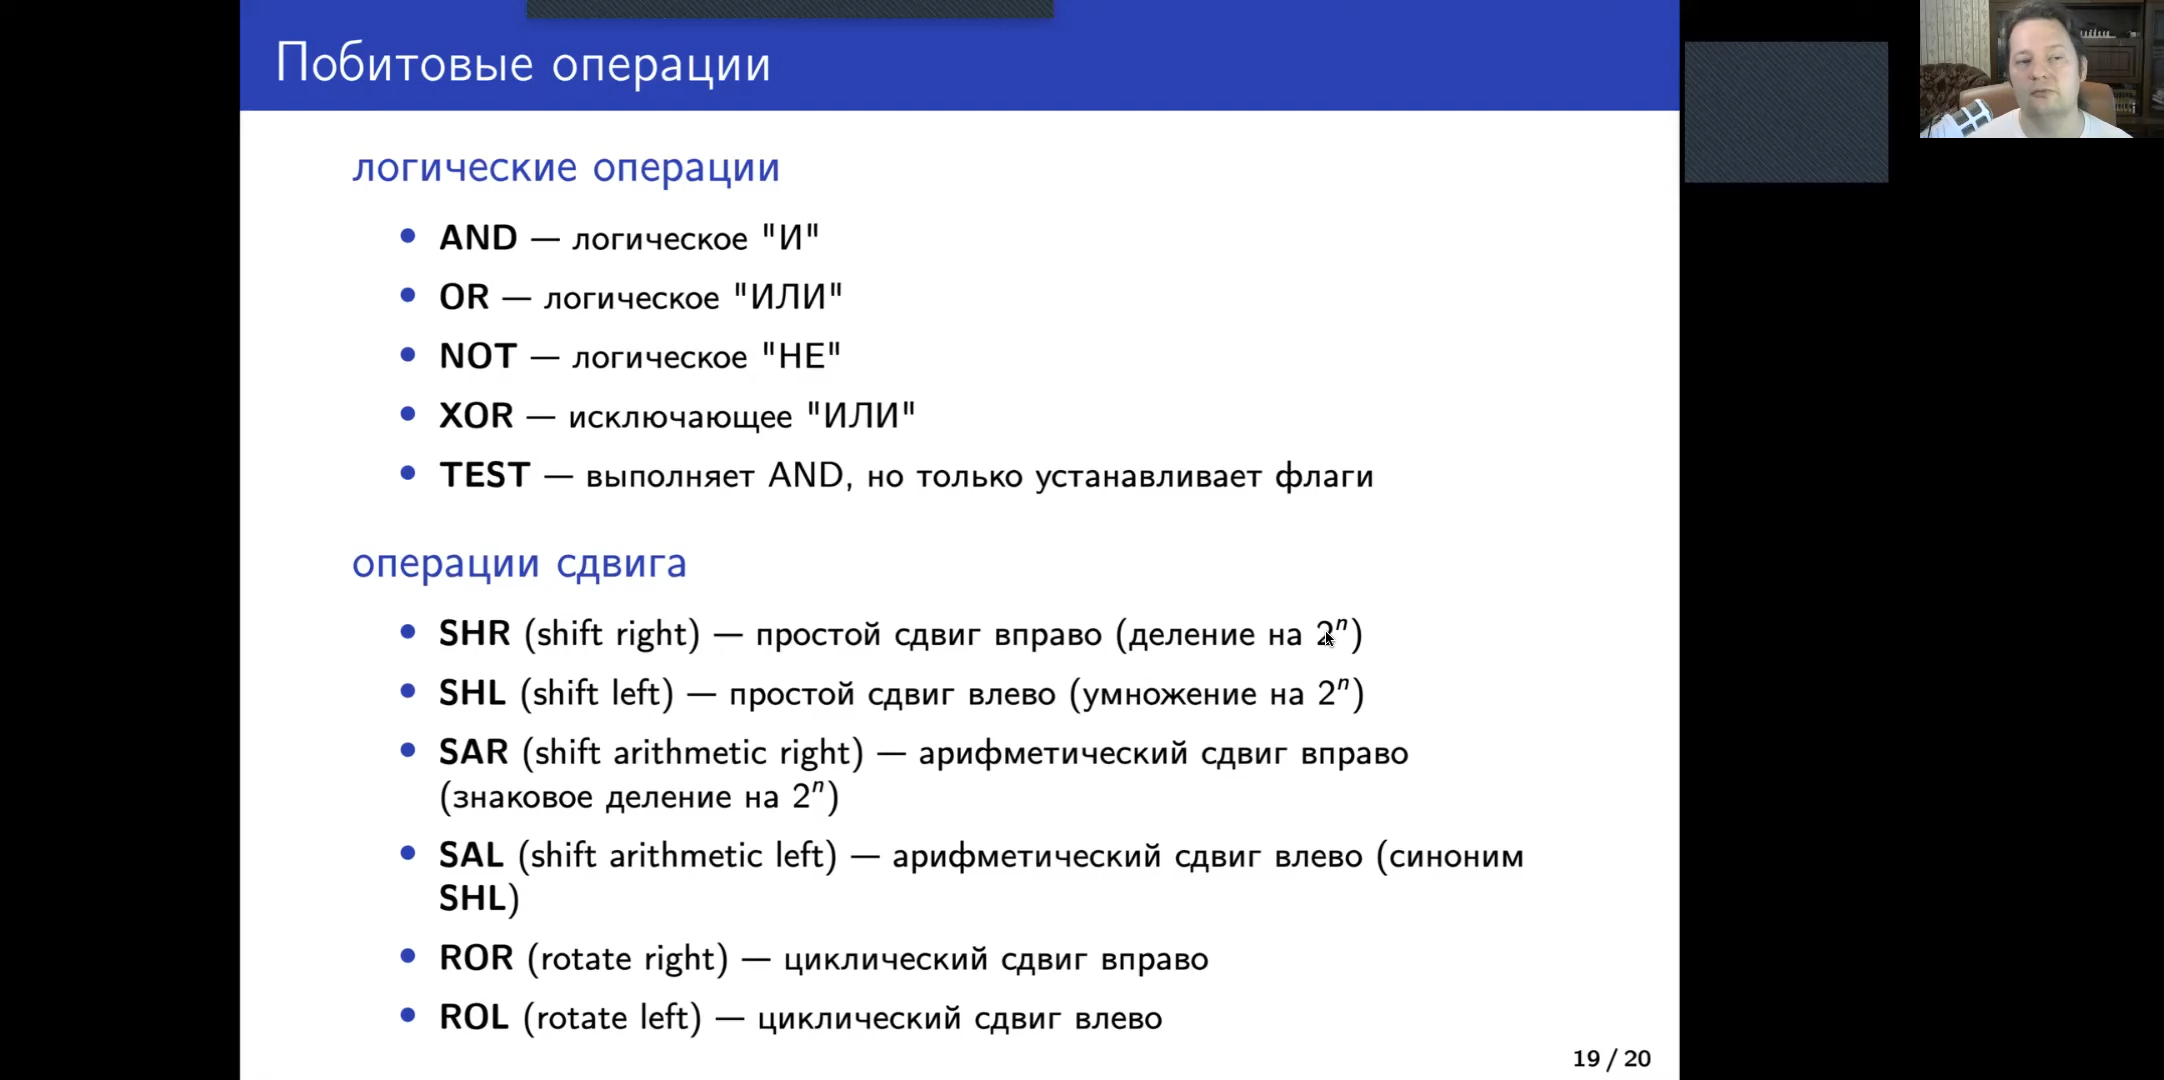 Побитовые операции
логические операции
• AND — логическое "И"
• OR — логическое "ИЛИ"
• NOT — логическое "НЕ"
• XOR — исключающее "ИЛИ"
• TEST — выполняет AND, но только устанавливает флаги
операции сдвига
• SHR (shift right) — простой сдвиг вправо (деление на 2ⁿ)
• SHL (shift left) — простой сдвиг влево (умножение на 2ⁿ)
• SAR (shift arithmetic right) — арифметический сдвиг вправо
(знаковое деление на 2ⁿ)
• SAL (shift arithmetic left) — арифметический сдвиг влево (синоним
SHL)
• ROR (rotate right) — циклический сдвиг вправо
• ROL (rotate left) — циклический сдвиг влево
19 / 20